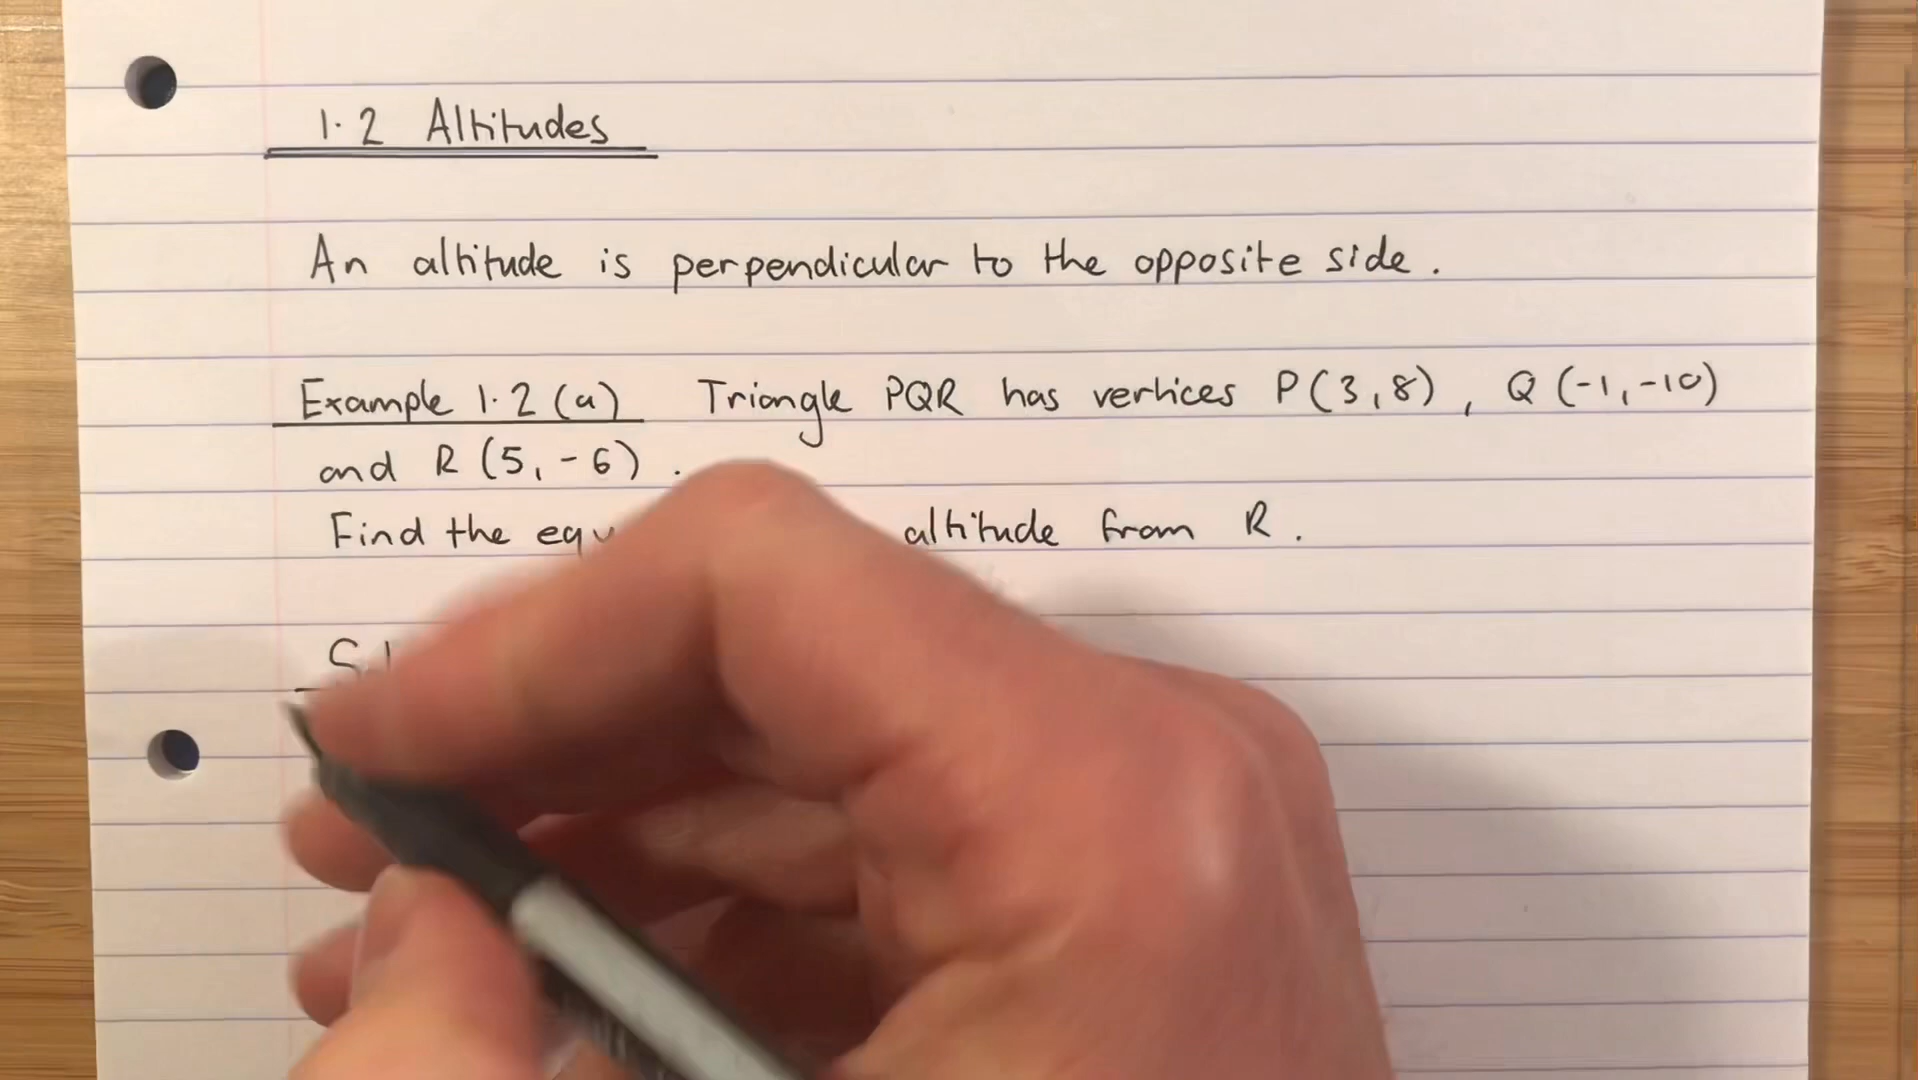 1.2 Altitudes
An altitude is perpendicular to the opposite side.
Example 1.2 (a) Triangle PQR has vertices P(3,8), Q(-1,-10)
and R(5,-6).
Find the altitude from R.